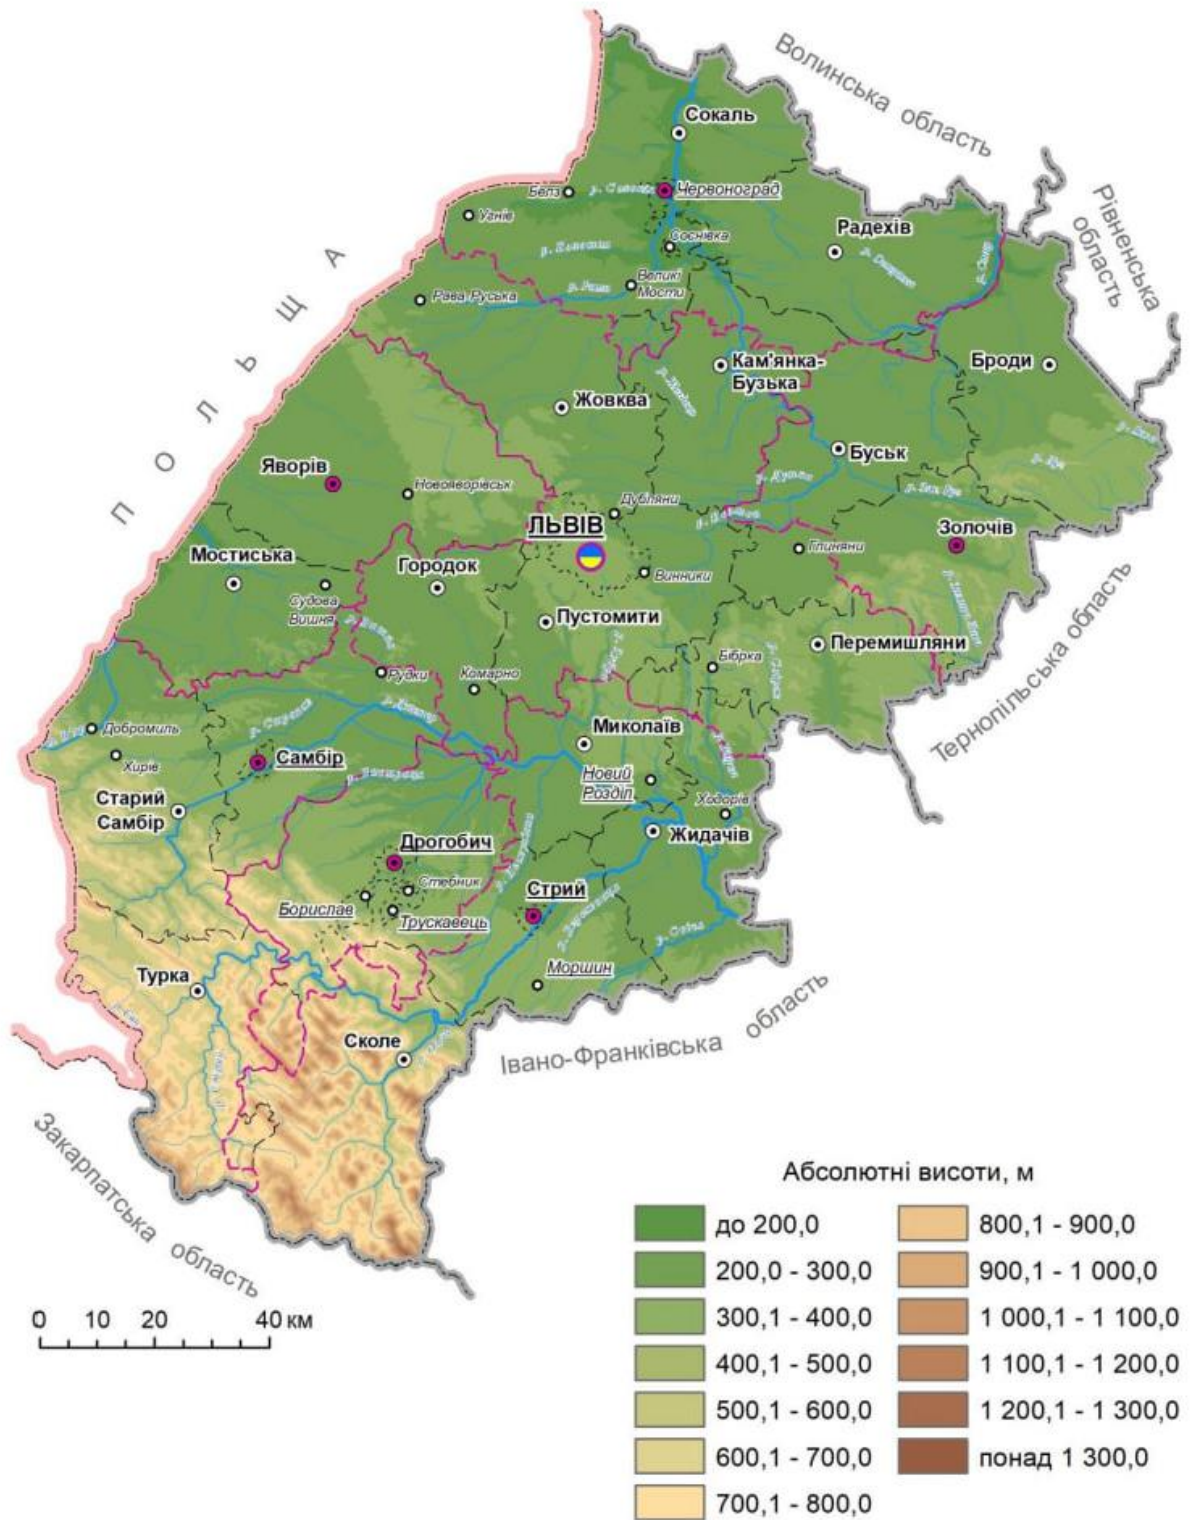 Волинська область
Рівненська
область
ПОЛЬЩА
Сокаль
Белз
р. Солокія
Червоноград
Угнів
Соснівка
Радехів
Великі
Мости
р. Рата
Рава Руська
Кам'янка-
Бузька
Броди
Жовква
Буськ
Яворів
Новояворівськ
Дубляни
ЛЬВІВ
Золочів
Глиняни
Мостиська
Городок
Винники
Судова
Вишня
Пустомити
Перемишляни
Бібрка
Рудки
Комарно
Тернопільська область
Добромиль
р. Дністер
Миколаїв
Хирів
Самбір
Новий
Розділ
Старий
Самбір
Ходорів
Жидачів
Дрогобич
Стебник
Стрий
Борислав
Трускавець
р. Свіча
Моршин
Турка
Сколе
Івано-Франківська область
Закарпатська область
Абсолютні висоти, м
до 200,0
200,0 - 300,0
300,1 - 400,0
400,1 - 500,0
500,1 - 600,0
600,1 - 700,0
700,1 - 800,0
800,1 - 900,0
900,1 - 1 000,0
1 000,1 - 1 100,0
1 100,1 - 1 200,0
1 200,1 - 1 300,0
понад 1 300,0
0 10 20 40 км